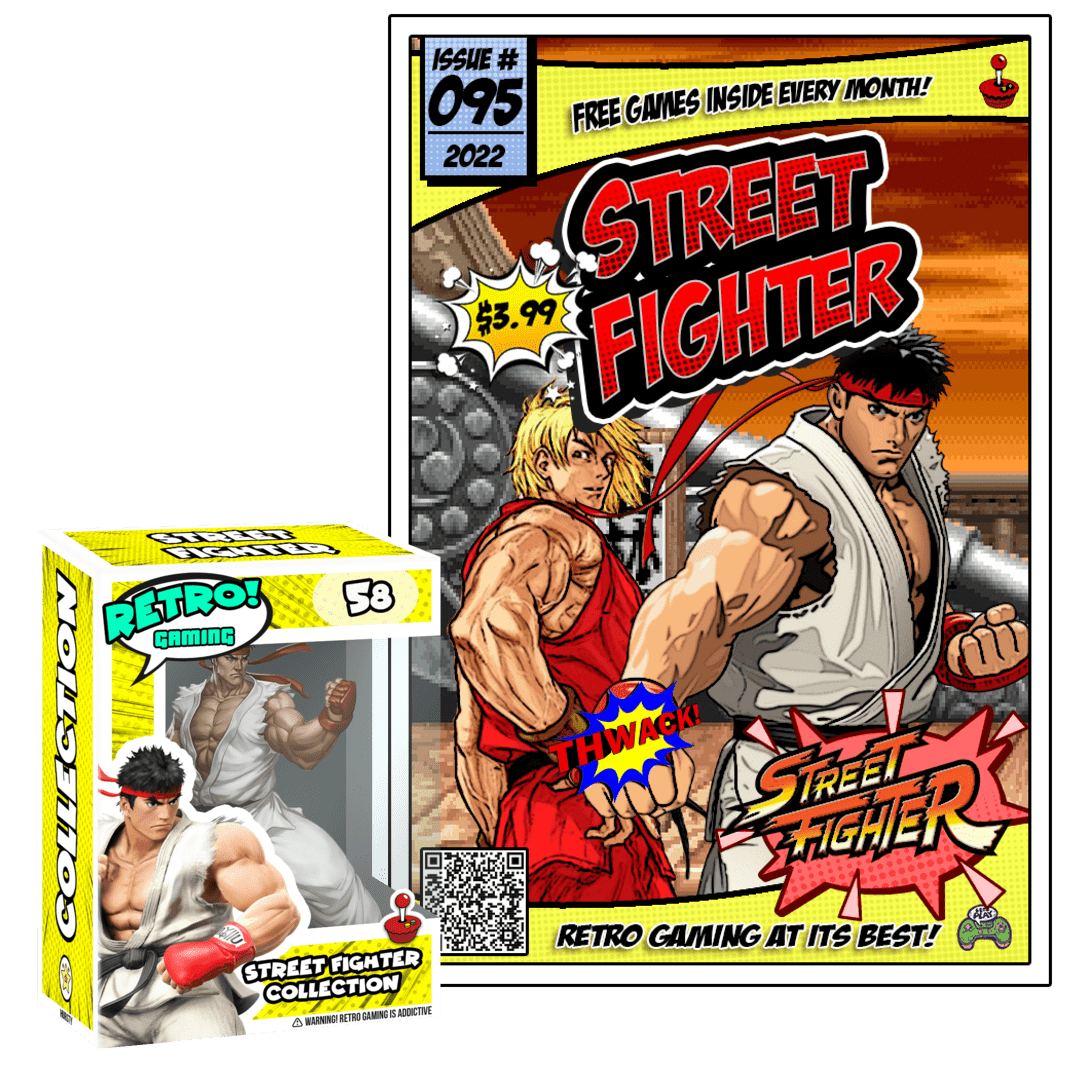 ISSUE #
095
2022
FREE GAMES INSIDE EVERY MONTH!
STREET
FIGHTER
$3.99
THWACK!
STREET
FIGHTER
RETRO GAMING AT ITS BEST!
PLAY
STREET
FIGHTER
RETRO!
GAMING
58
COLLECTION
STREET FIGHTER
COLLECTION
WARNING! RETRO GAMING IS ADDICTIVE